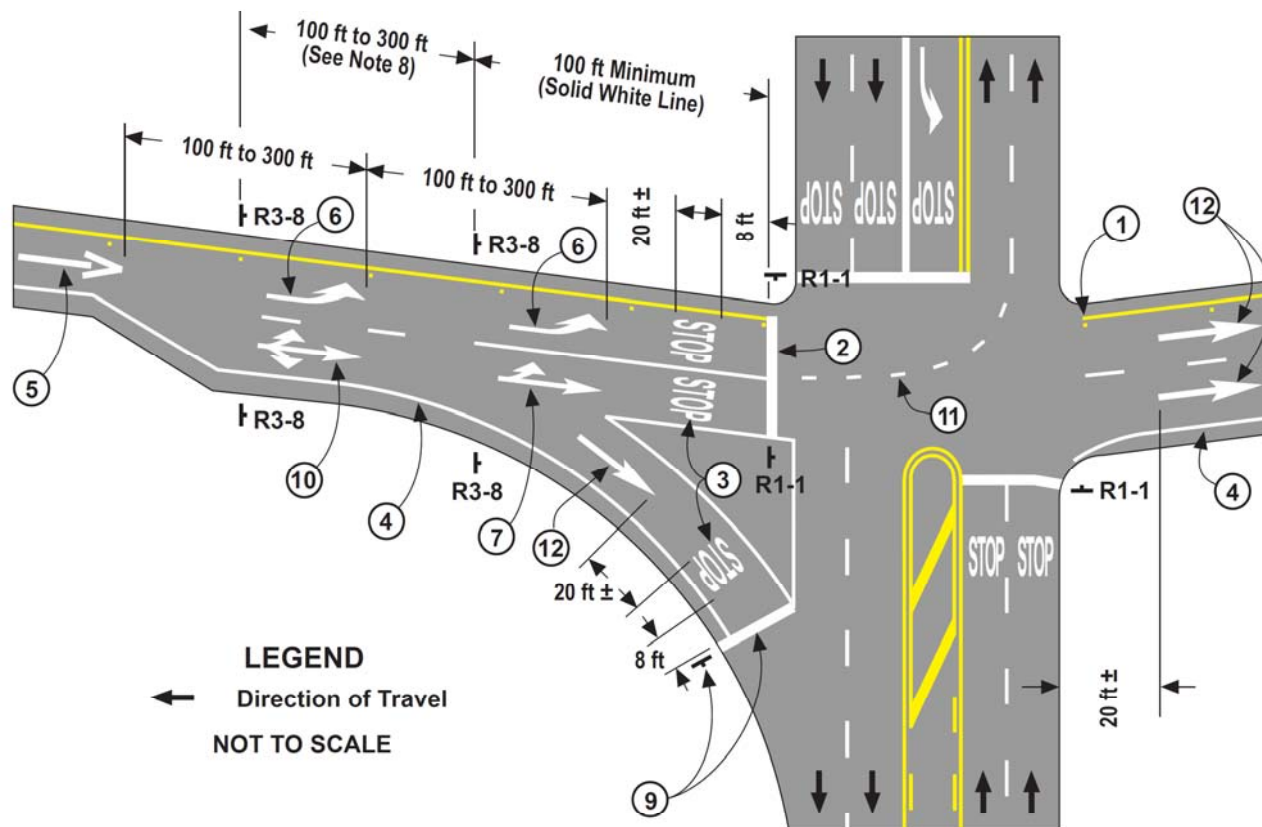 100 ft to 300 ft
(See Note 8)
100 ft Minimum
(Solid White Line)
100 ft to 300 ft
100 ft to 300 ft
20 ft ±
8 ft
STOP
STOP
STOP
R3-8
6
R3-8
6
R1-1
1
12
STOP
STOP
2
5
11
R3-8
10
4
R3-8
7
12
3
R1-1
R1-1
4
STOP
STOP
STOP
20 ft ±
8 ft
20 ft ±
9
LEGEND
Direction of Travel
NOT TO SCALE